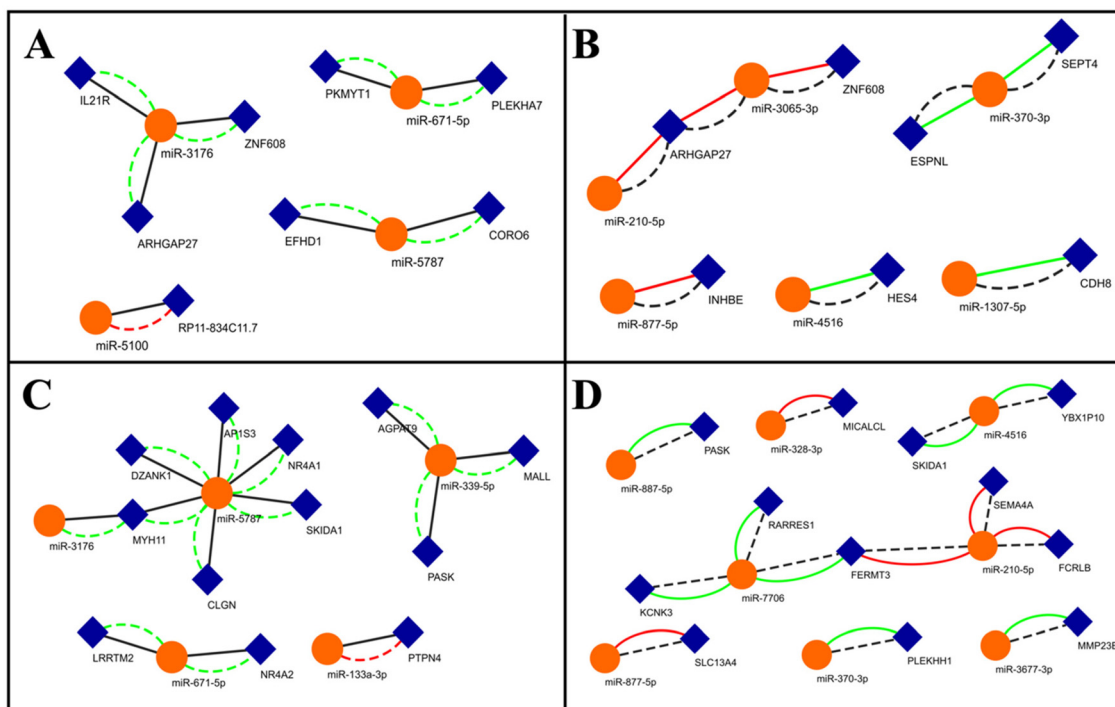 A
IL21R
miR-3176
ZNF608
ARHGAP27
PKMYT1
miR-671-5p
PLEKHA7
EFHD1
miR-5787
CORO6
miR-5100
RP11-834C11.7
B
miR-3065-3p
ZNF608
ARHGAP27
miR-210-5p
SEPT4
miR-370-3p
ESPNL
miR-877-5p
INHBE
miR-4516
HES4
miR-1307-5p
CDH8
C
AP1S3
DZANK1
NR4A1
miR-5787
SKIDA1
miR-3176
MYH11
CLGN
AGPAT9
miR-339-5p
MALL
PASK
LRRTM2
miR-671-5p
NR4A2
miR-133a-3p
PTPN4
D
miR-887-5p
PASK
miR-328-3p
MICALCL
SKIDA1
miR-4516
YBX1P10
RARRES1
SEMA4A
KCNK3
miR-7706
FERMT3
miR-210-5p
FCRLB
miR-877-5p
SLC13A4
miR-370-3p
PLEKHH1
miR-3677-3p
MMP23B